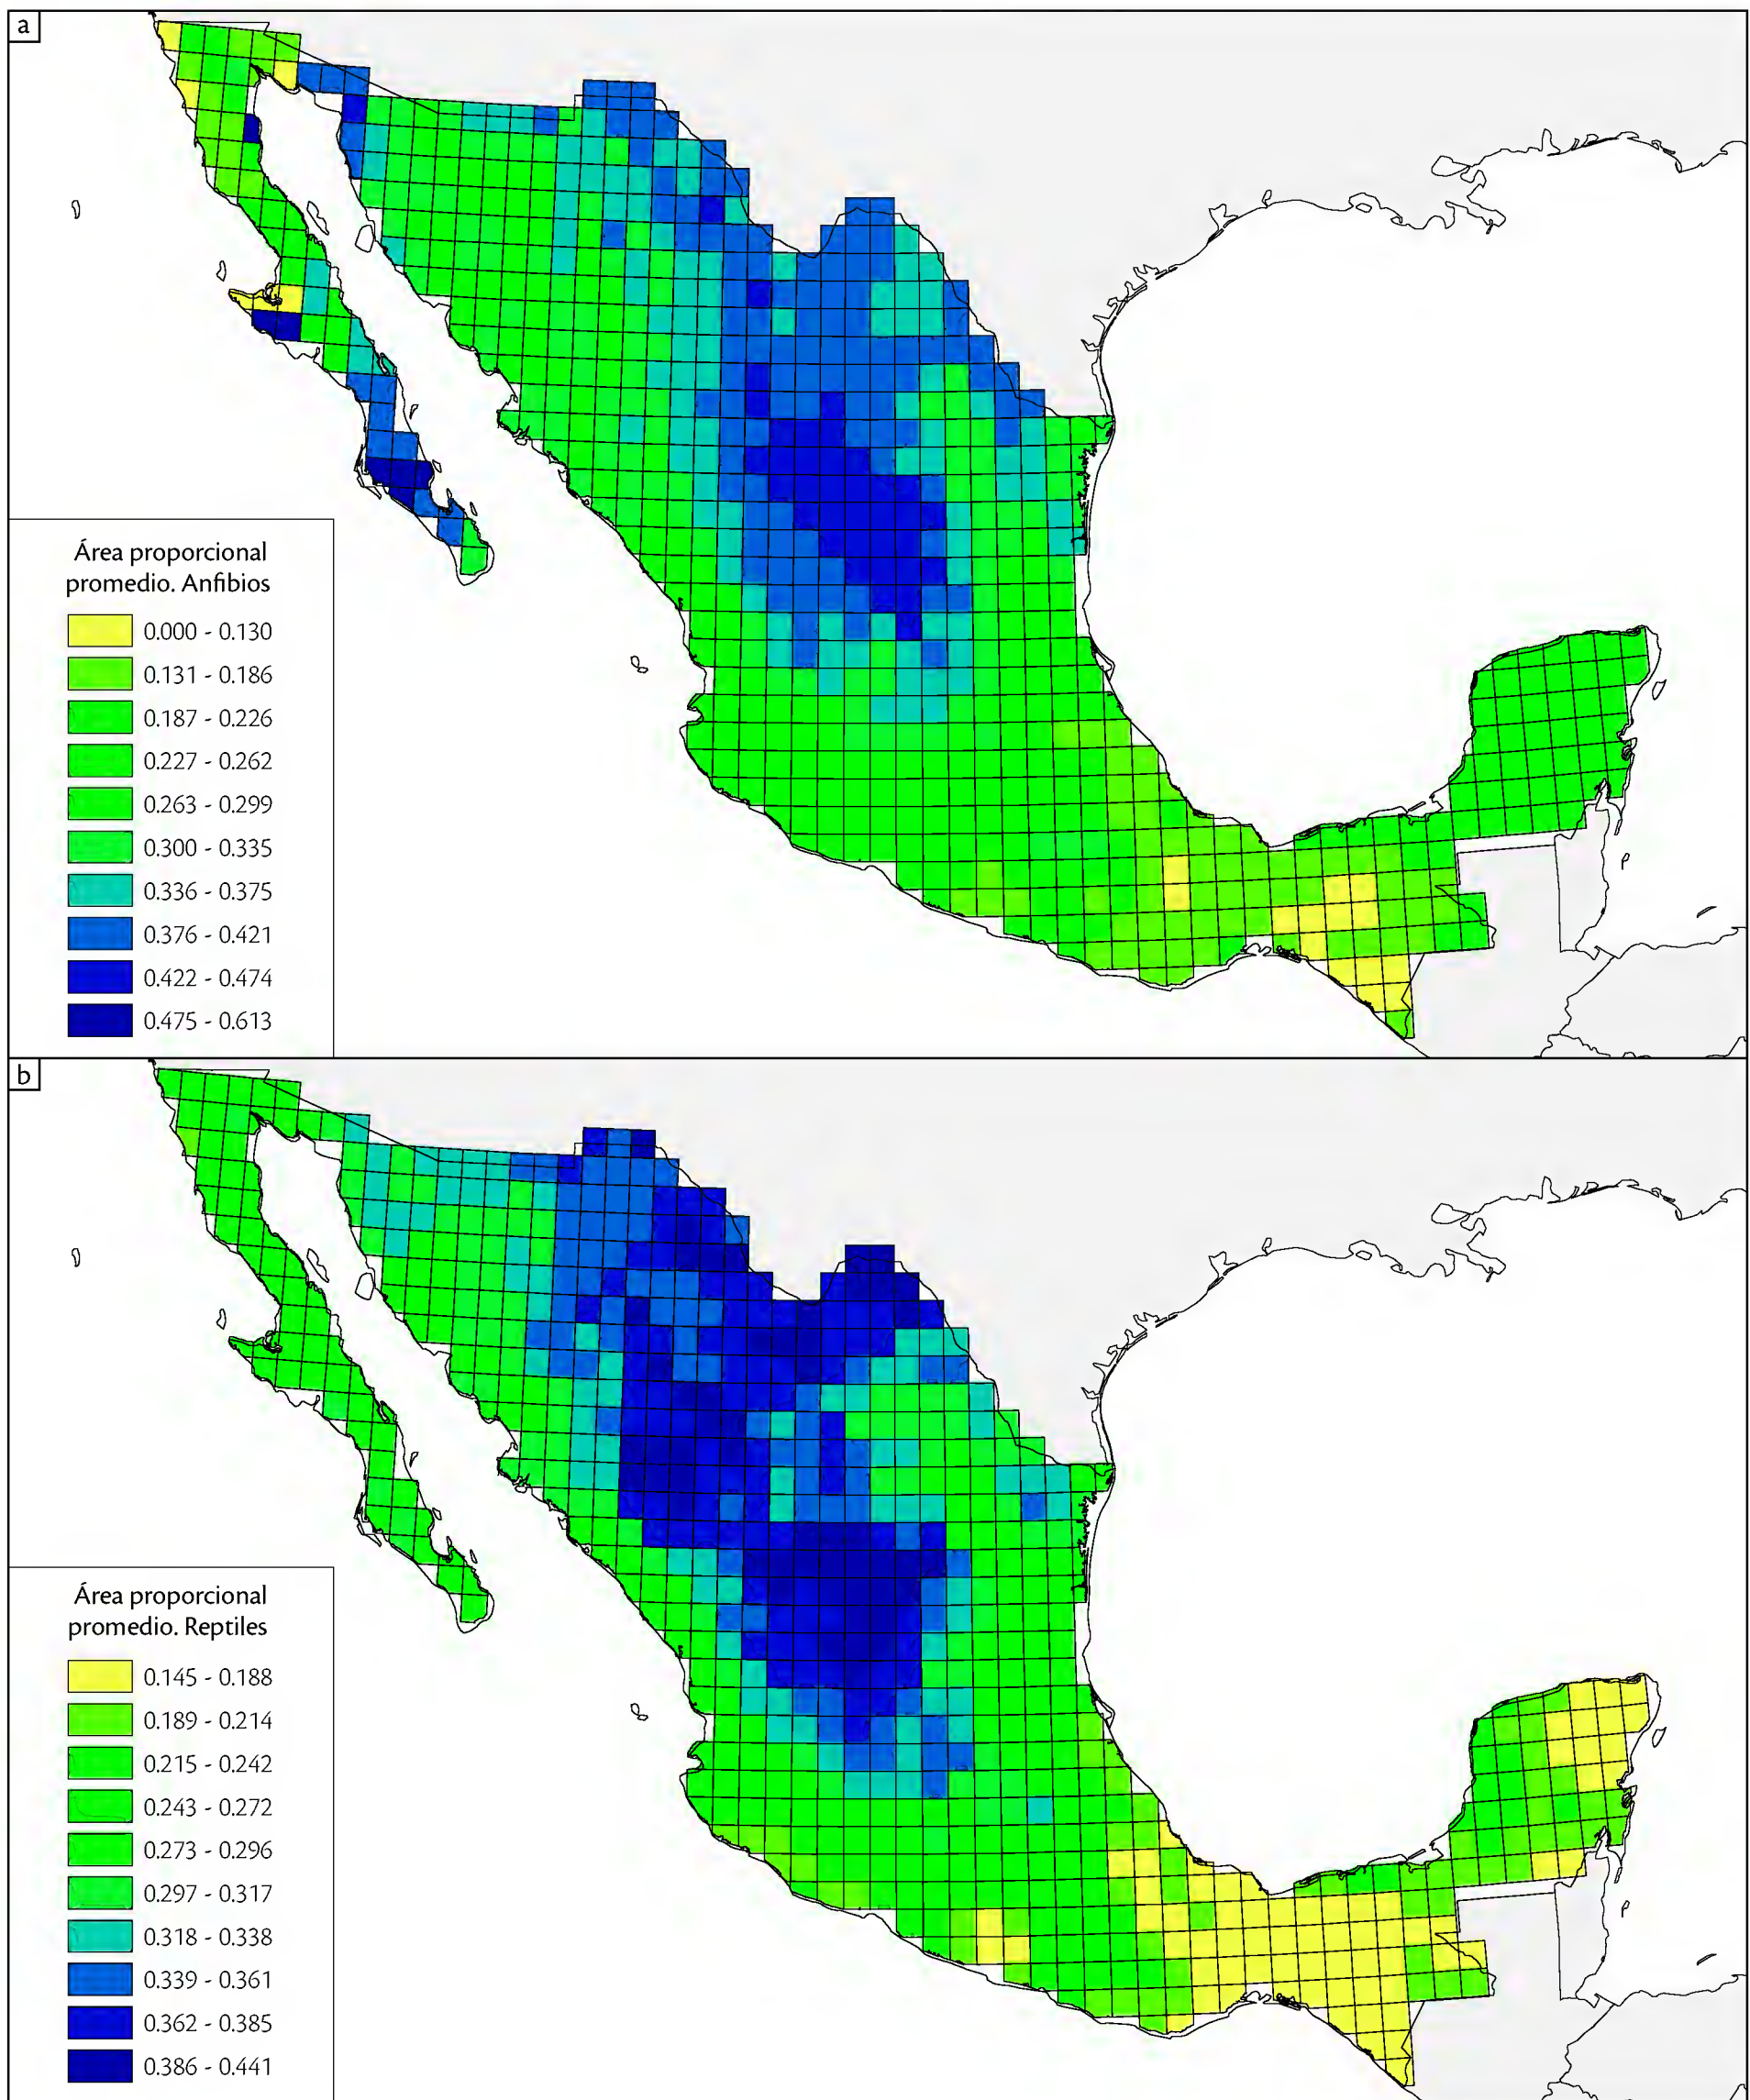 a
Área proporcional
promedio. Anfibios
0.000 - 0.130
0.131 - 0.186
0.187 - 0.226
0.227 - 0.262
0.263 - 0.299
0.300 - 0.335
0.336 - 0.375
0.376 - 0.421
0.422 - 0.474
0.475 - 0.613
b
Área proporcional
promedio. Reptiles
0.145 - 0.188
0.189 - 0.214
0.215 - 0.242
0.243 - 0.272
0.273 - 0.296
0.297 - 0.317
0.318 - 0.338
0.339 - 0.361
0.362 - 0.385
0.386 - 0.441